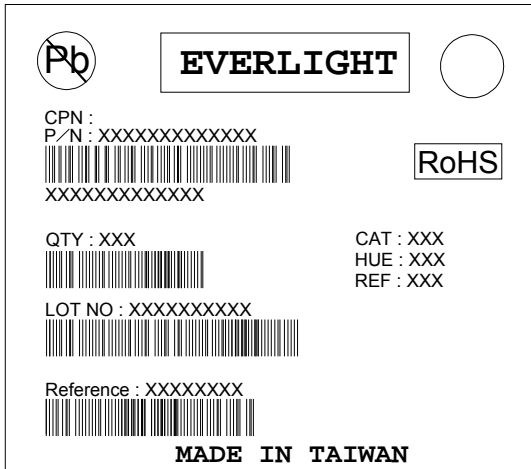 Pb
EVERLIGHT
CPN :
P/N : XXXXXXXXXXXXX
RoHS
XXXXXXXXXXXXX
QTY : XXX
CAT : XXX
HUE : XXX
REF : XXX
LOT NO : XXXXXXXXXX
Reference : XXXXXXXX
MADE IN TAIWAN